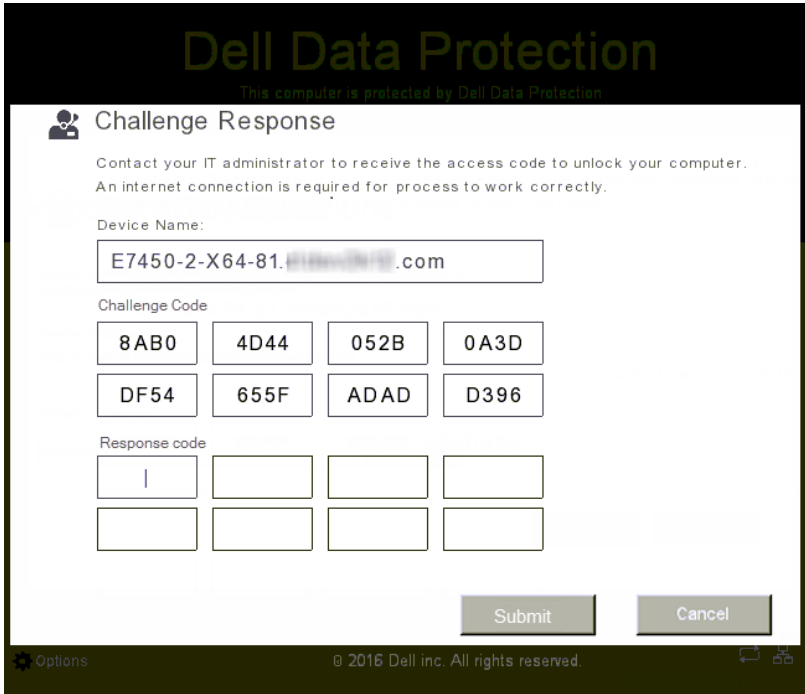 Dell Data Protection
This computer is protected by Dell Data Protection
Challenge Response
Contact your IT administrator to receive the access code to unlock your computer.
An internet connection is required for process to work correctly.
Device Name:
E7450-2-X64-81. .com
Challenge Code
8AB0 4D44 052B 0A3D
DF54 655F ADAD D396
Response code
Submit Cancel
Options © 2016 Dell inc. All rights reserved.